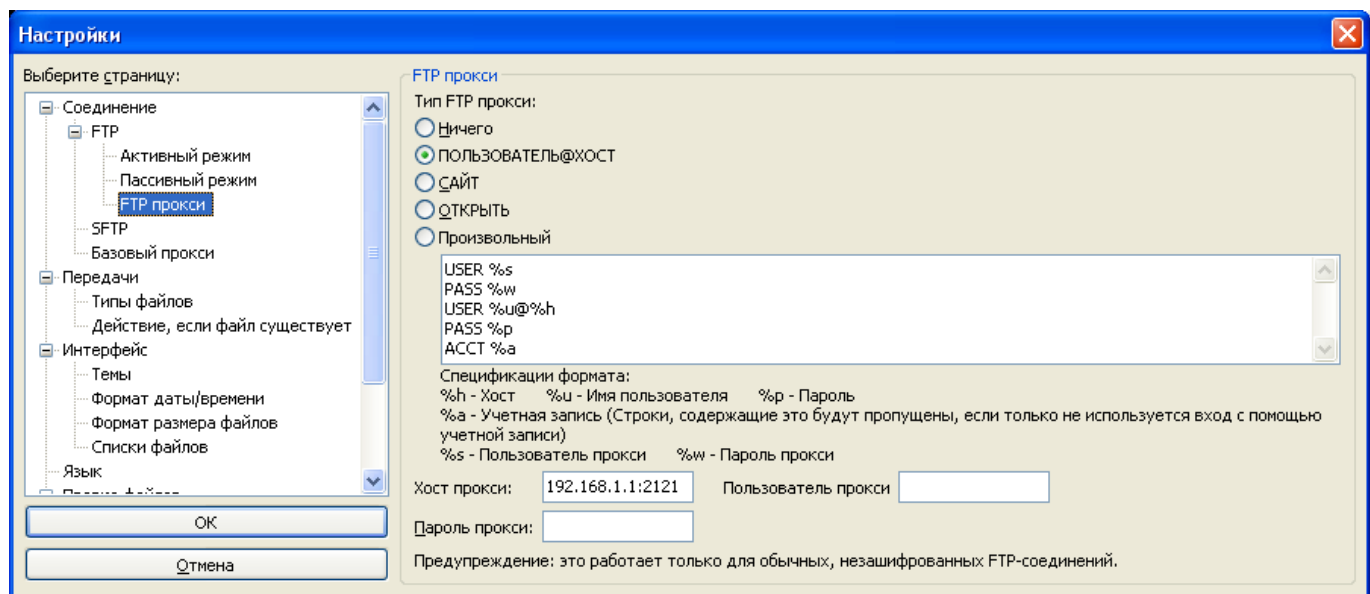 Настройки
Выберите страницу:
Соединение
FTP
Активный режим
Пассивный режим
FTP прокси
SFTP
Базовый прокси
Передачи
Типы файлов
Действие, если файл существует
Интерфейс
Темы
Формат даты/времени
Формат размера файлов
Списки файлов
Язык
OK
Отмена
FTP прокси
Тип FTP прокси:
Ничего
ПОЛЬЗОВАТЕЛЬ@ХОСТ
САЙТ
ОТКРЫТЬ
Произвольный
USER %s
PASS %w
USER %u@%h
PASS %p
ACCT %a
Спецификации формата:
%h - Хост %u - Имя пользователя %p - Пароль
%a - Учетная запись (Строки, содержащие это будут пропущены, если только не используется вход с помощью
учетной записи)
%s - Пользователь прокси %w - Пароль прокси
Хост прокси: 192.168.1.1:2121 Пользователь прокси
Пароль прокси:
Предупреждение: это работает только для обычных, незашифрованных FTP-соединений.